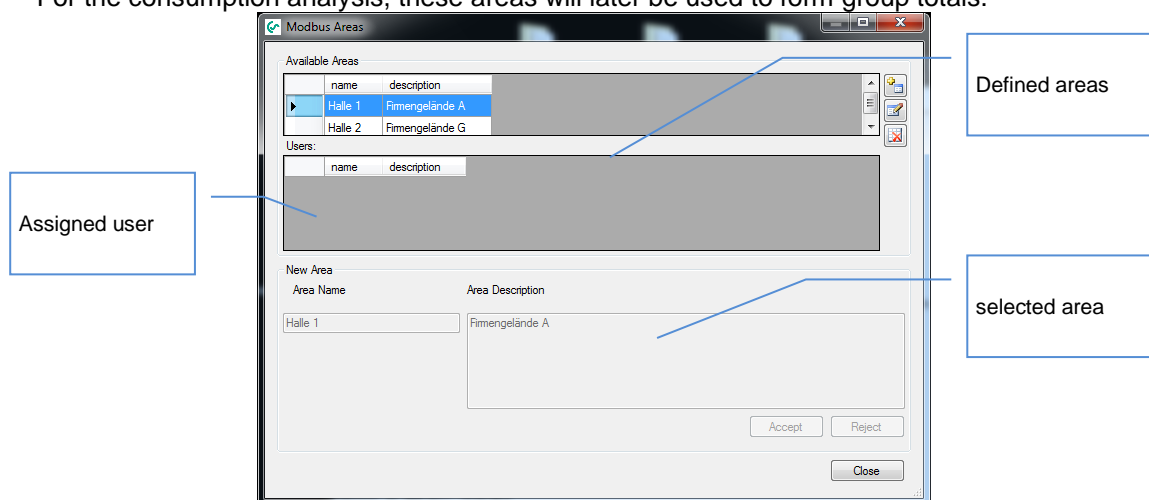 For the consumption analysis, these areas will later be used to form group totals.
Modbus Areas
Available Areas
name description
Halle 1 Firmengelände A
Halle 2 Firmengelände G
Users:
name description
New Area
Area Name Area Description
Halle 1 Firmengelände A
Accept Reject
Close
Defined areas
Assigned user
selected area